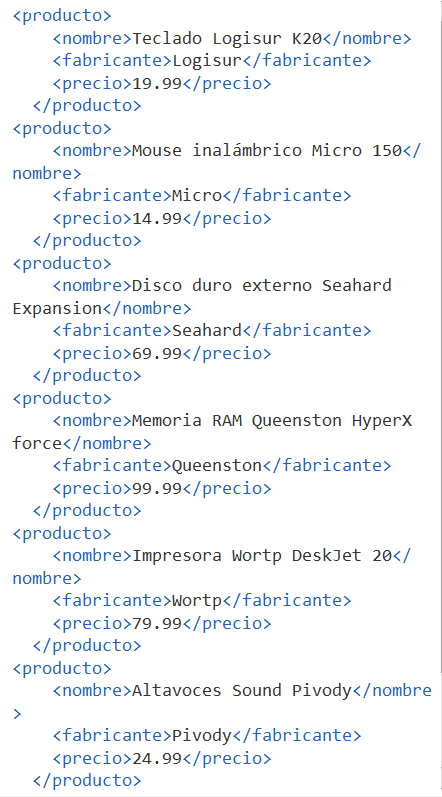 <producto>
    <nombre>Teclado Logisur K20</nombre>
    <fabricante>Logisur</fabricante>
    <precio>19.99</precio>
  </producto>
<producto>
    <nombre>Mouse inalámbrico Micro 150</
nombre>
    <fabricante>Micro</fabricante>
    <precio>14.99</precio>
  </producto>
<producto>
    <nombre>Disco duro externo Seahard
Expansion</nombre>
    <fabricante>Seahard</fabricante>
    <precio>69.99</precio>
  </producto>
<producto>
    <nombre>Memoria RAM Queenston HyperX
force</nombre>
    <fabricante>Queenston</fabricante>
    <precio>99.99</precio>
  </producto>
<producto>
    <nombre>Impresora Wortp DeskJet 20</
nombre>
    <fabricante>Wortp</fabricante>
    <precio>79.99</precio>
  </producto>
<producto>
    <nombre>Altavoces Sound Pivody</nombre
>
    <fabricante>Pivody</fabricante>
    <precio>24.99</precio>
  </producto>